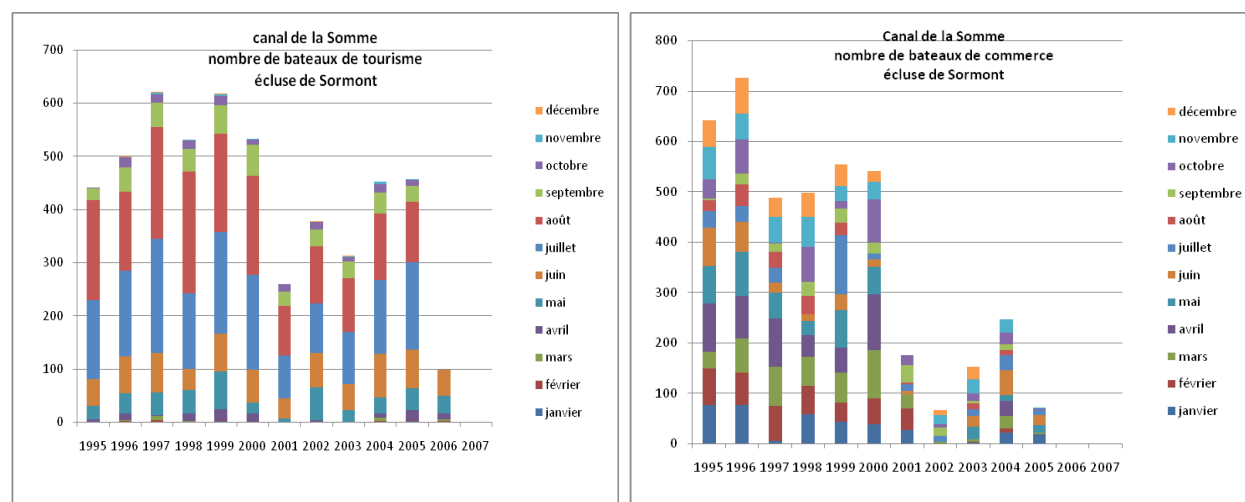 canal de la Somme
nombre de bateaux de tourisme
écluse de Sormont
700
600
500
400
300
200
100
0
1995 1996 1997 1998 1999 2000 2001 2002 2003 2004 2005 2006 2007
décembre
novembre
octobre
septembre
août
juillet
juin
mai
avril
mars
février
janvier
Canal de la Somme
nombre de bateaux de commerce
écluse de Sormont
800
700
600
500
400
300
200
100
0
1995 1996 1997 1998 1999 2000 2001 2002 2003 2004 2005 2006 2007
décembre
novembre
octobre
septembre
août
juillet
juin
mai
avril
mars
février
janvier